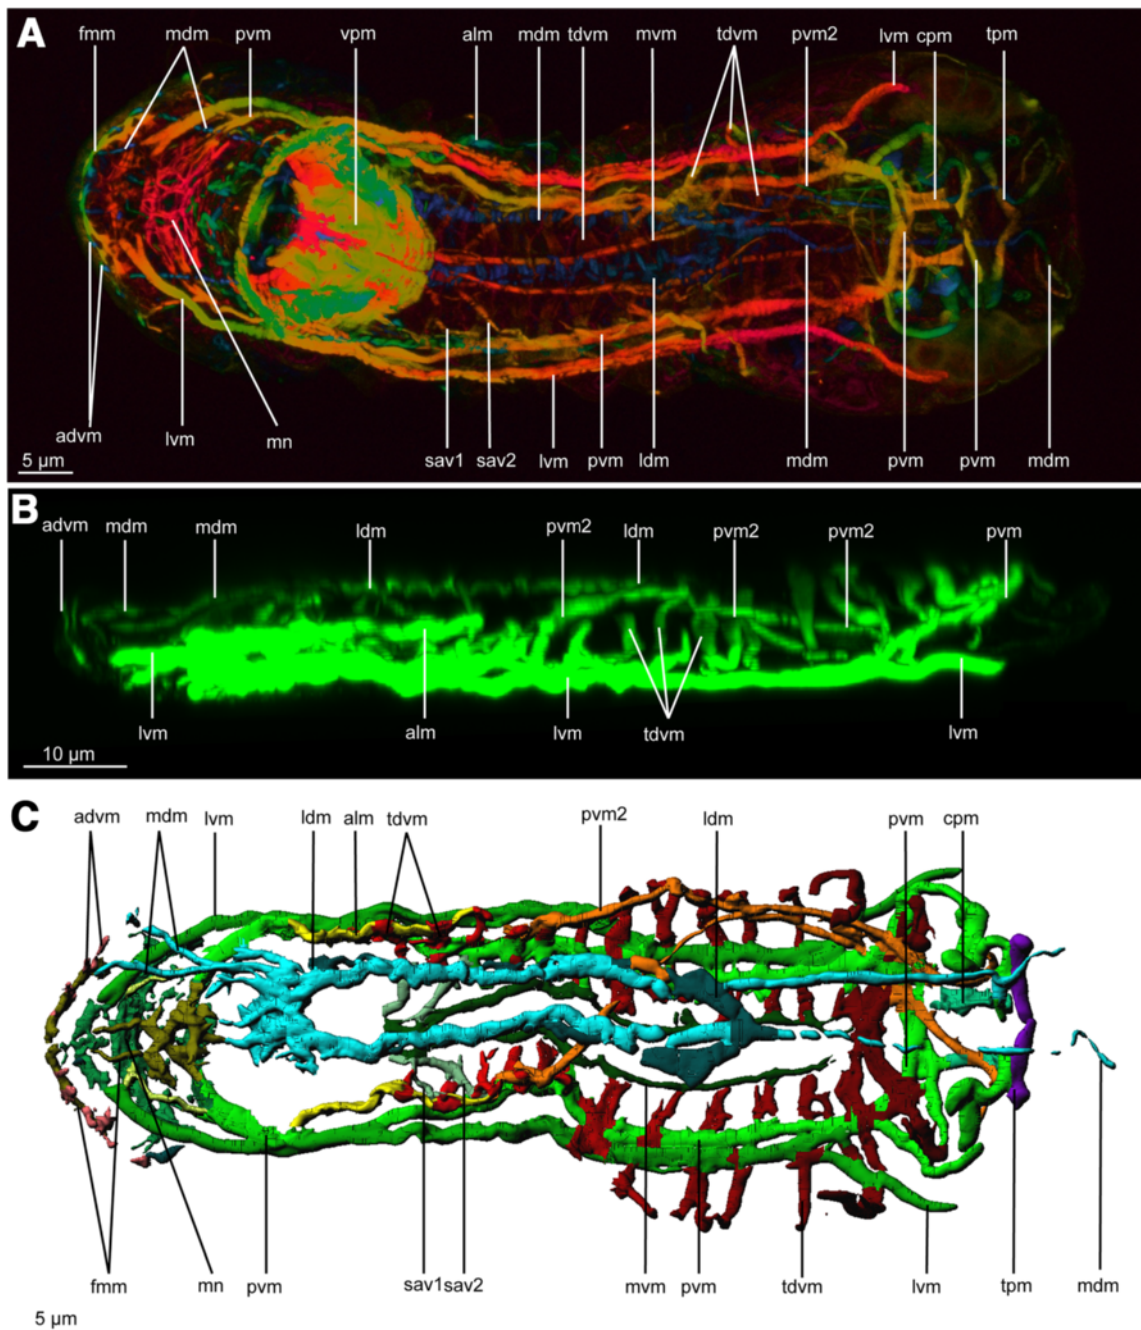 A
fmm mdm pvm vpm alm mdm tdvm mvm tdvm pvm2 lvm cpm tpm
advm lvm mn sav1 sav2 lvm pvm ldm mdm pvm pvm mdm
5 µm
B
advm mdm mdm ldm pvm2 ldm pvm2 pvm2 pvm
lvm alm lvm tdvm lvm
10 µm
C
advm mdm lvm ldm alm tdvm pvm2 ldm pvm cpm
fmm mn pvm sav1 sav2 mvm pvm tdvm lvm tpm mdm
5 µm